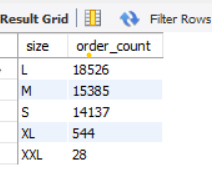 Result Grid Filter Rows
size order_count
L 18526
M 15385
S 14137
XL 544
XXL 28